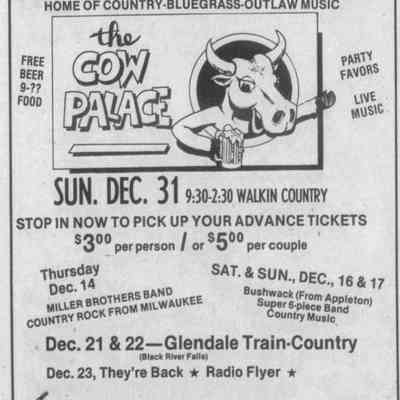 HOME OF COUNTRY-BLUEGRASS-OUTLAW MUSIC
the
COW
PALACE
FREE
BEER
9-??
FOOD
PARTY
FAVORS
LIVE
MUSIC
SUN. DEC. 31 9:30-2:30 WALKIN COUNTRY
STOP IN NOW TO PICK UP YOUR ADVANCE TICKETS
$3.00 per person / or $5.00 per couple
Thursday
Dec. 14
MILLER BROTHERS BAND
COUNTRY ROCK FROM MILWAUKEE
SAT. & SUN., DEC., 16 & 17
Bushwack (From Appleton)
Super 6-piece Band
Country Music
Dec. 21 & 22—Glendale Train-Country
(Black River Falls)
Dec. 23, They're Back ★ Radio Flyer ★